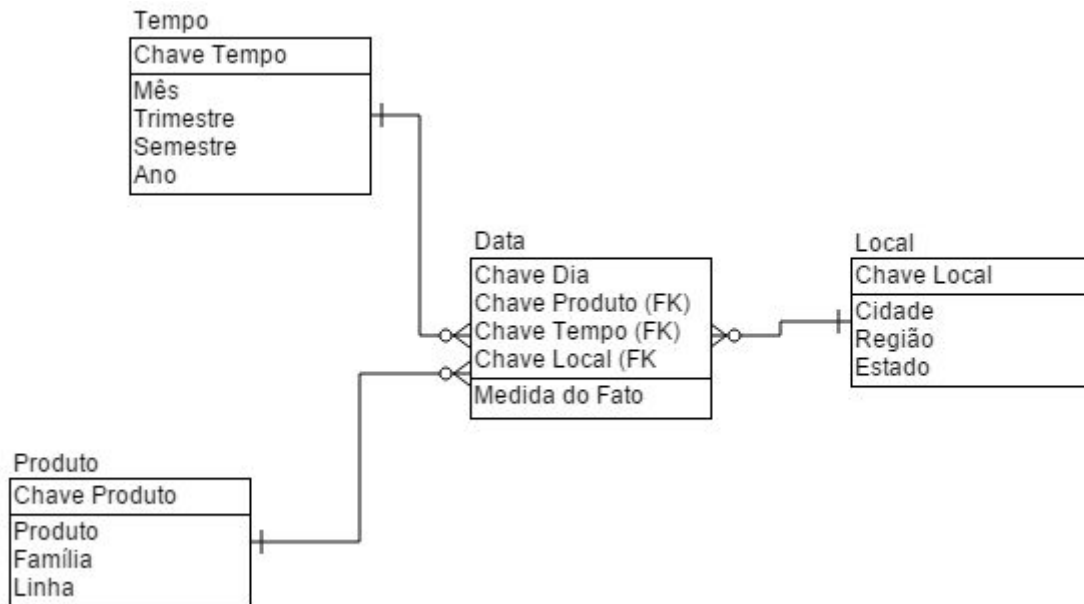 Tempo
Chave Tempo
Mês
Trimestre
Semestre
Ano
Data
Chave Dia
Chave Produto (FK)
Chave Tempo (FK)
Chave Local (FK
Medida do Fato
Local
Chave Local
Cidade
Região
Estado
Produto
Chave Produto
Produto
Família
Linha